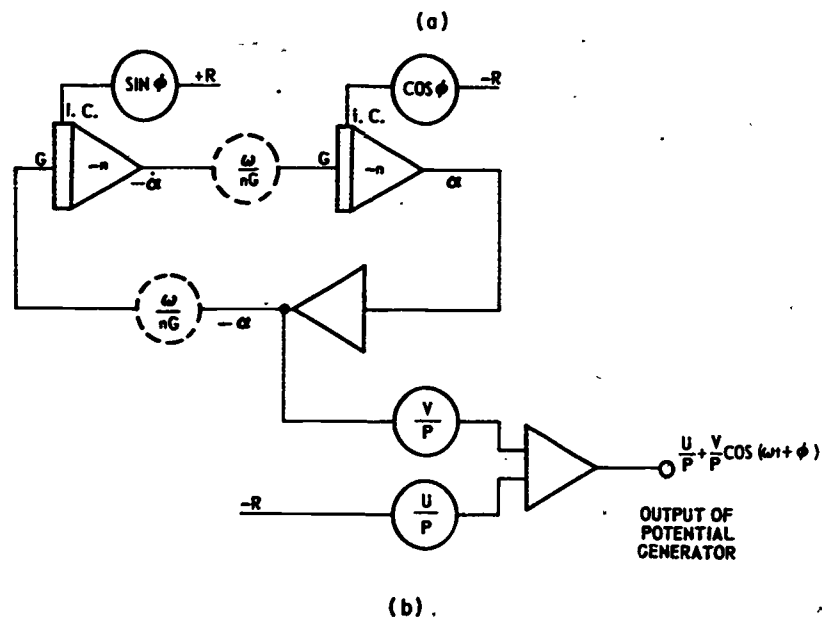 (a)
SIN φ
+R
COS φ
-R
I. C.
i. C.
G
-n
-α̇
ω
nG
G
-n
α
ω
nG
-α
V
P
U/P + V/P COS (ωt + φ)
-R
U
P
OUTPUT OF
POTENTIAL
GENERATOR
(b).